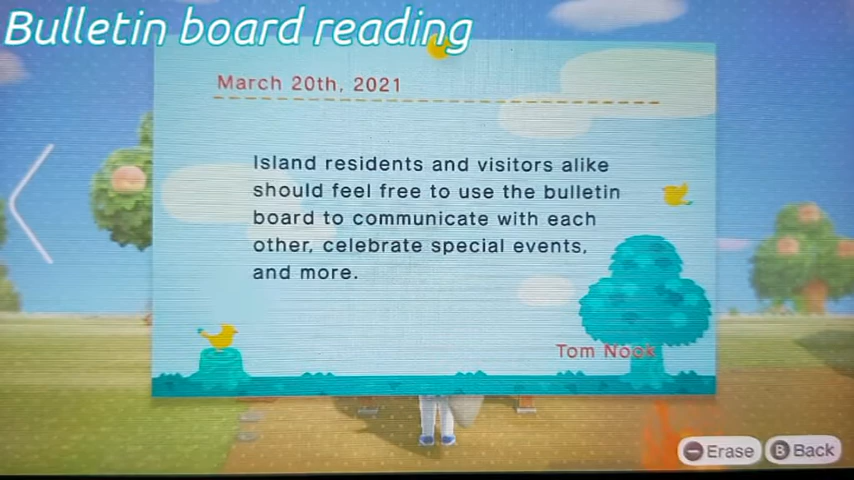 Bulletin board reading
March 20th, 2021
Island residents and visitors alike
should feel free to use the bulletin
board to communicate with each
other, celebrate special events,
and more.
Tom Nook
Erase
B Back